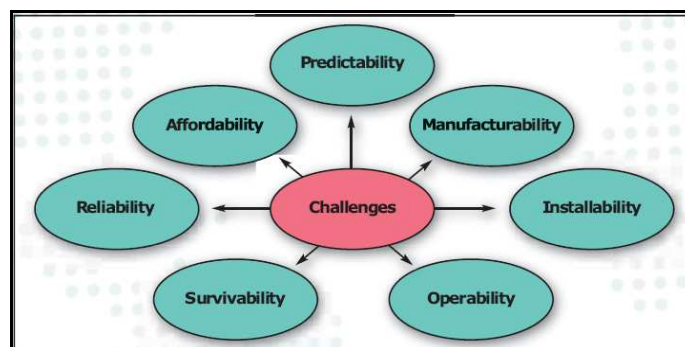 Predictability
Affordability
Manufacturability
Reliability
Challenges
Installability
Survivability
Operability